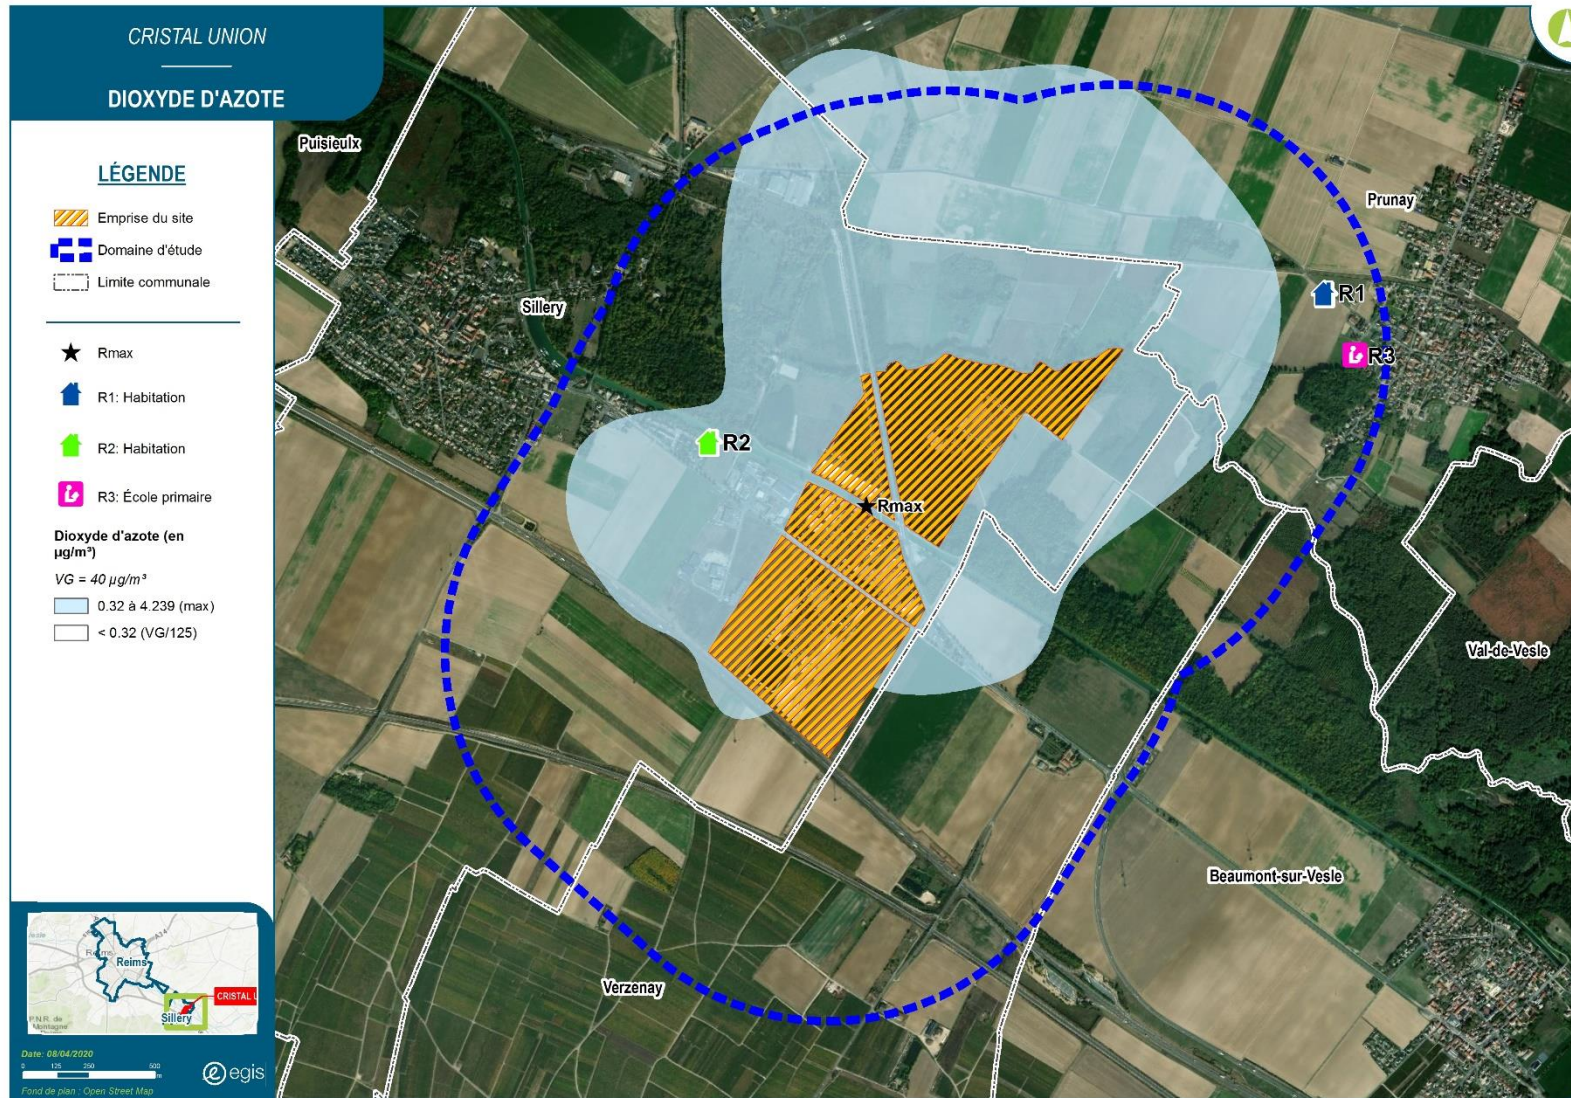 CRISTAL UNION
DIOXYDE D'AZOTE
LÉGENDE
Emprise du site
Domaine d'étude
Limite communale
Rmax
R1: Habitation
R2: Habitation
R3: École primaire
Dioxyde d'azote (en
µg/m³)
VG = 40 µg/m³
0.32 à 4.239 (max)
< 0.32 (VG/125)
Puisieulx
Sillery
Prunay
R1
R3
R2
Rmax
Val-de-Vesle
Beaumont-sur-Vesle
Verzenay
A34
Reims
CRISTAL U
Sillery
P.N.R. de
Montagne
Date: 08/04/2020
0 125 250 500
m
egis
Fond de plan : Open Street Map